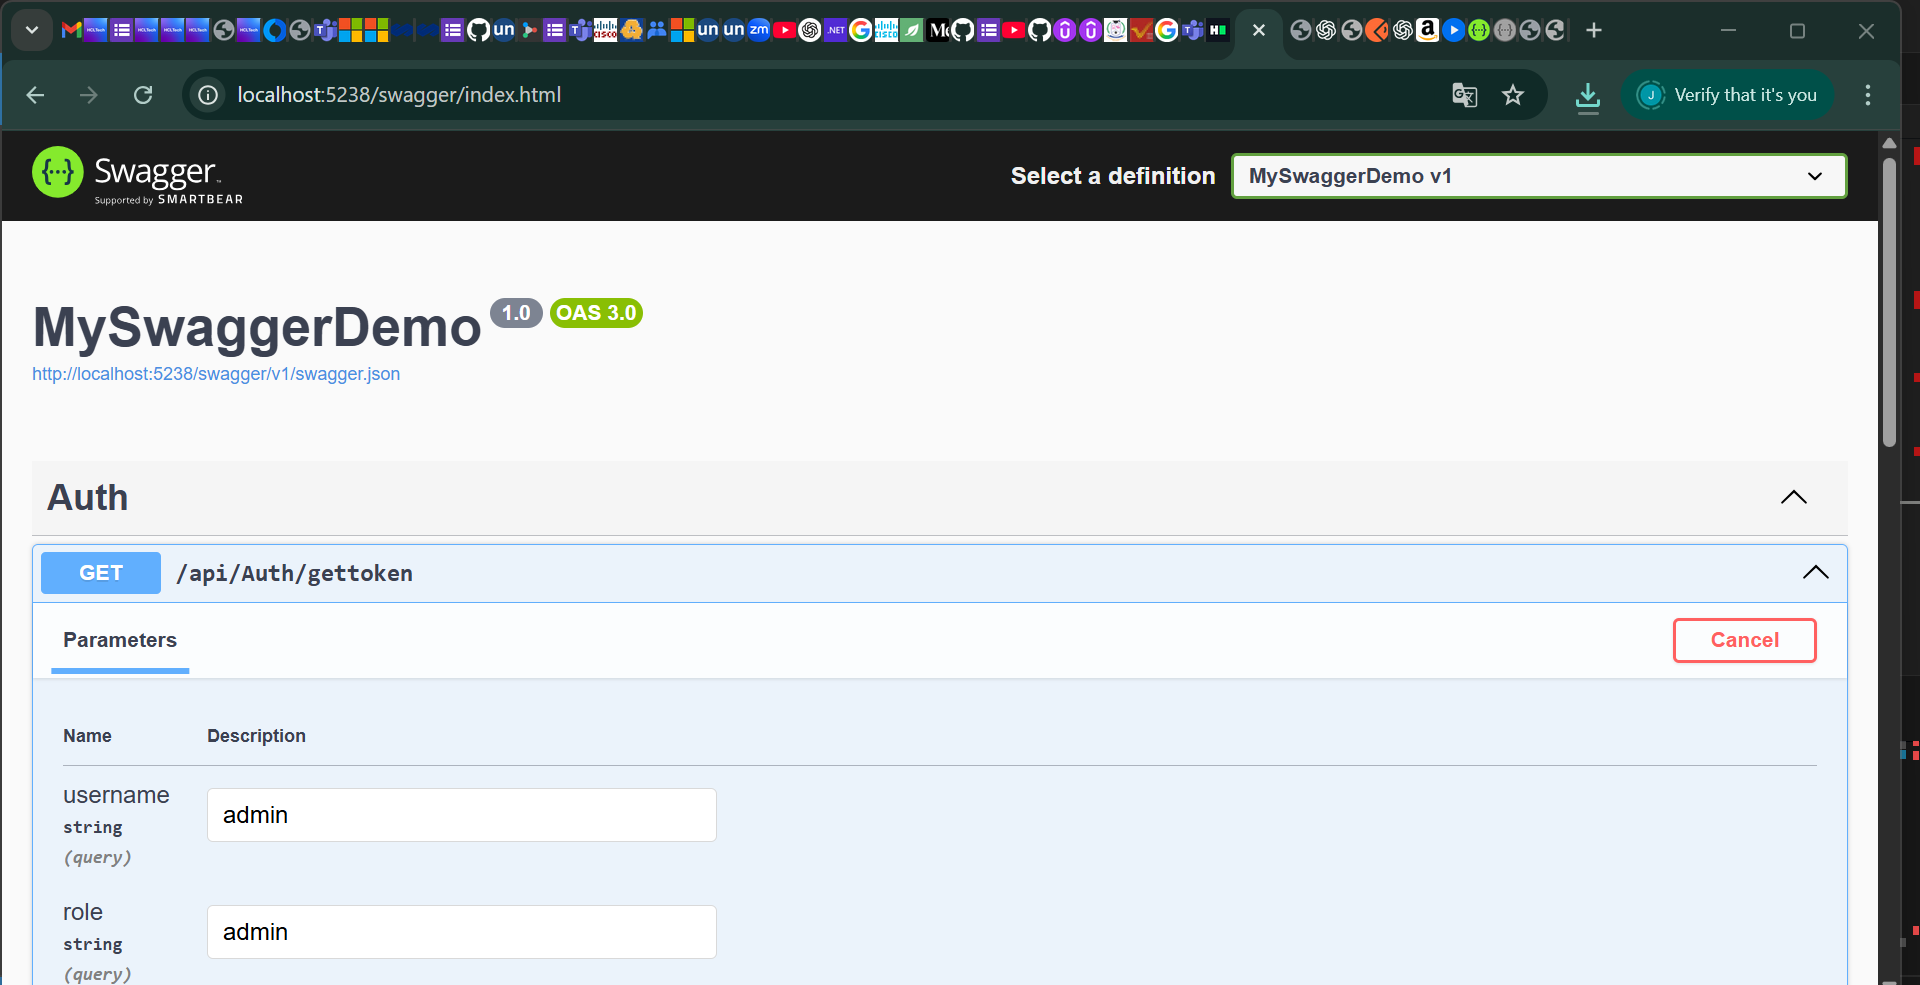 localhost:5238/swagger/index.html
J
Verify that it's you
{...}
Swagger
Supported by SMARTBEAR
Select a definition
MySwaggerDemo v1
MySwaggerDemo
1.0
OAS 3.0
http://localhost:5238/swagger/v1/swagger.json
Auth
GET
/api/Auth/gettoken
Parameters
Cancel
Name
Description
username
string
(query)
admin
role
string
(query)
admin